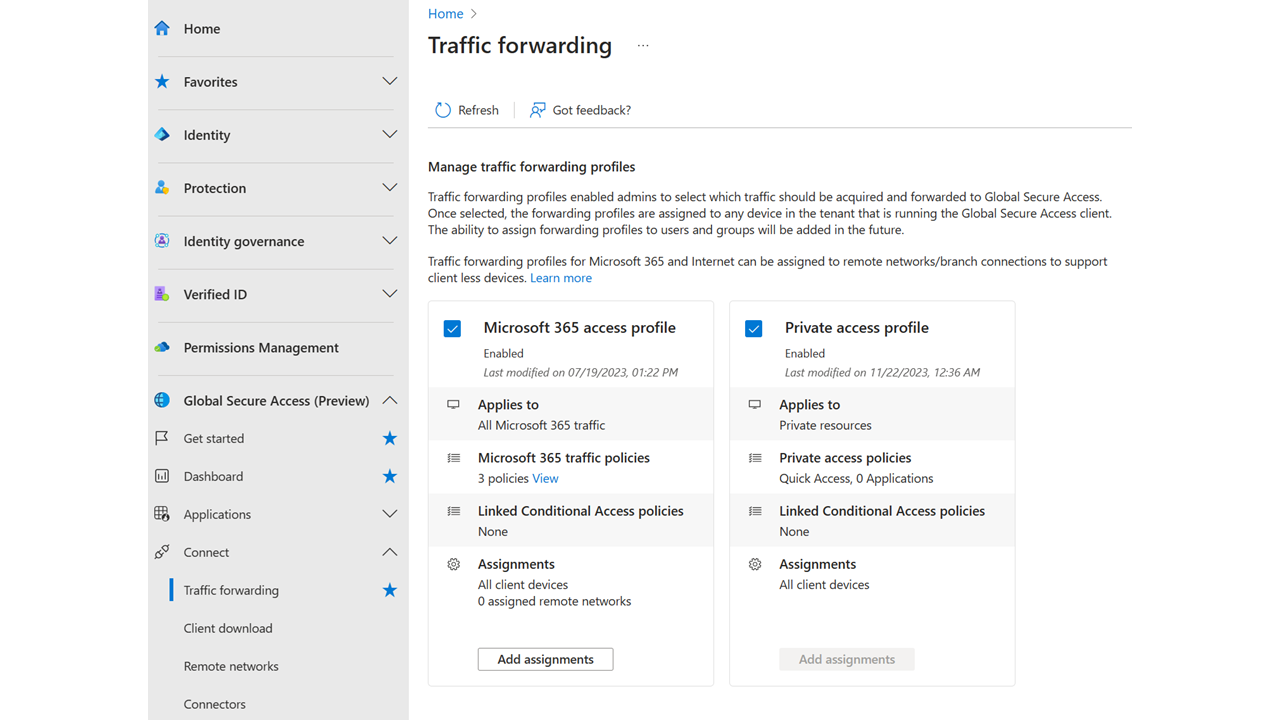 Home
Favorites
Identity
Protection
Identity governance
Verified ID
Permissions Management
Global Secure Access (Preview)
Get started
Dashboard
Applications
Connect
Traffic forwarding
Client download
Remote networks
Connectors
Home
Traffic forwarding ...
Refresh
Got feedback?
Manage traffic forwarding profiles
Traffic forwarding profiles enabled admins to select which traffic should be acquired and forwarded to Global Secure Access.
Once selected, the forwarding profiles are assigned to any device in the tenant that is running the Global Secure Access client.
The ability to assign forwarding profiles to users and groups will be added in the future.
Traffic forwarding profiles for Microsoft 365 and Internet can be assigned to remote networks/branch connections to support
client less devices. Learn more
Microsoft 365 access profile
Enabled
Last modified on 07/19/2023, 01:22 PM
Applies to
All Microsoft 365 traffic
Microsoft 365 traffic policies
3 policies View
Linked Conditional Access policies
None
Assignments
All client devices
0 assigned remote networks
Add assignments
Private access profile
Enabled
Last modified on 11/22/2023, 12:36 AM
Applies to
Private resources
Private access policies
Quick Access, 0 Applications
Linked Conditional Access policies
None
Assignments
All client devices
Add assignments